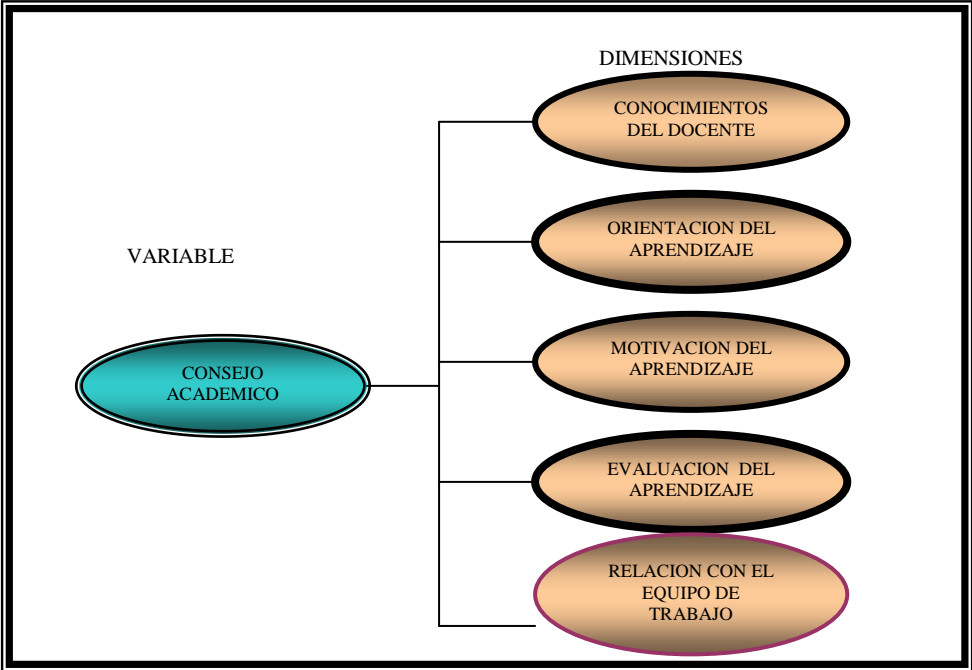 DIMENSIONES
CONOCIMIENTOS
DEL DOCENTE
ORIENTACION DEL
APRENDIZAJE
VARIABLE
MOTIVACION DEL
APRENDIZAJE
CONSEJO
ACADEMICO
EVALUACION DEL
APRENDIZAJE
RELACION CON EL
EQUIPO DE
TRABAJO